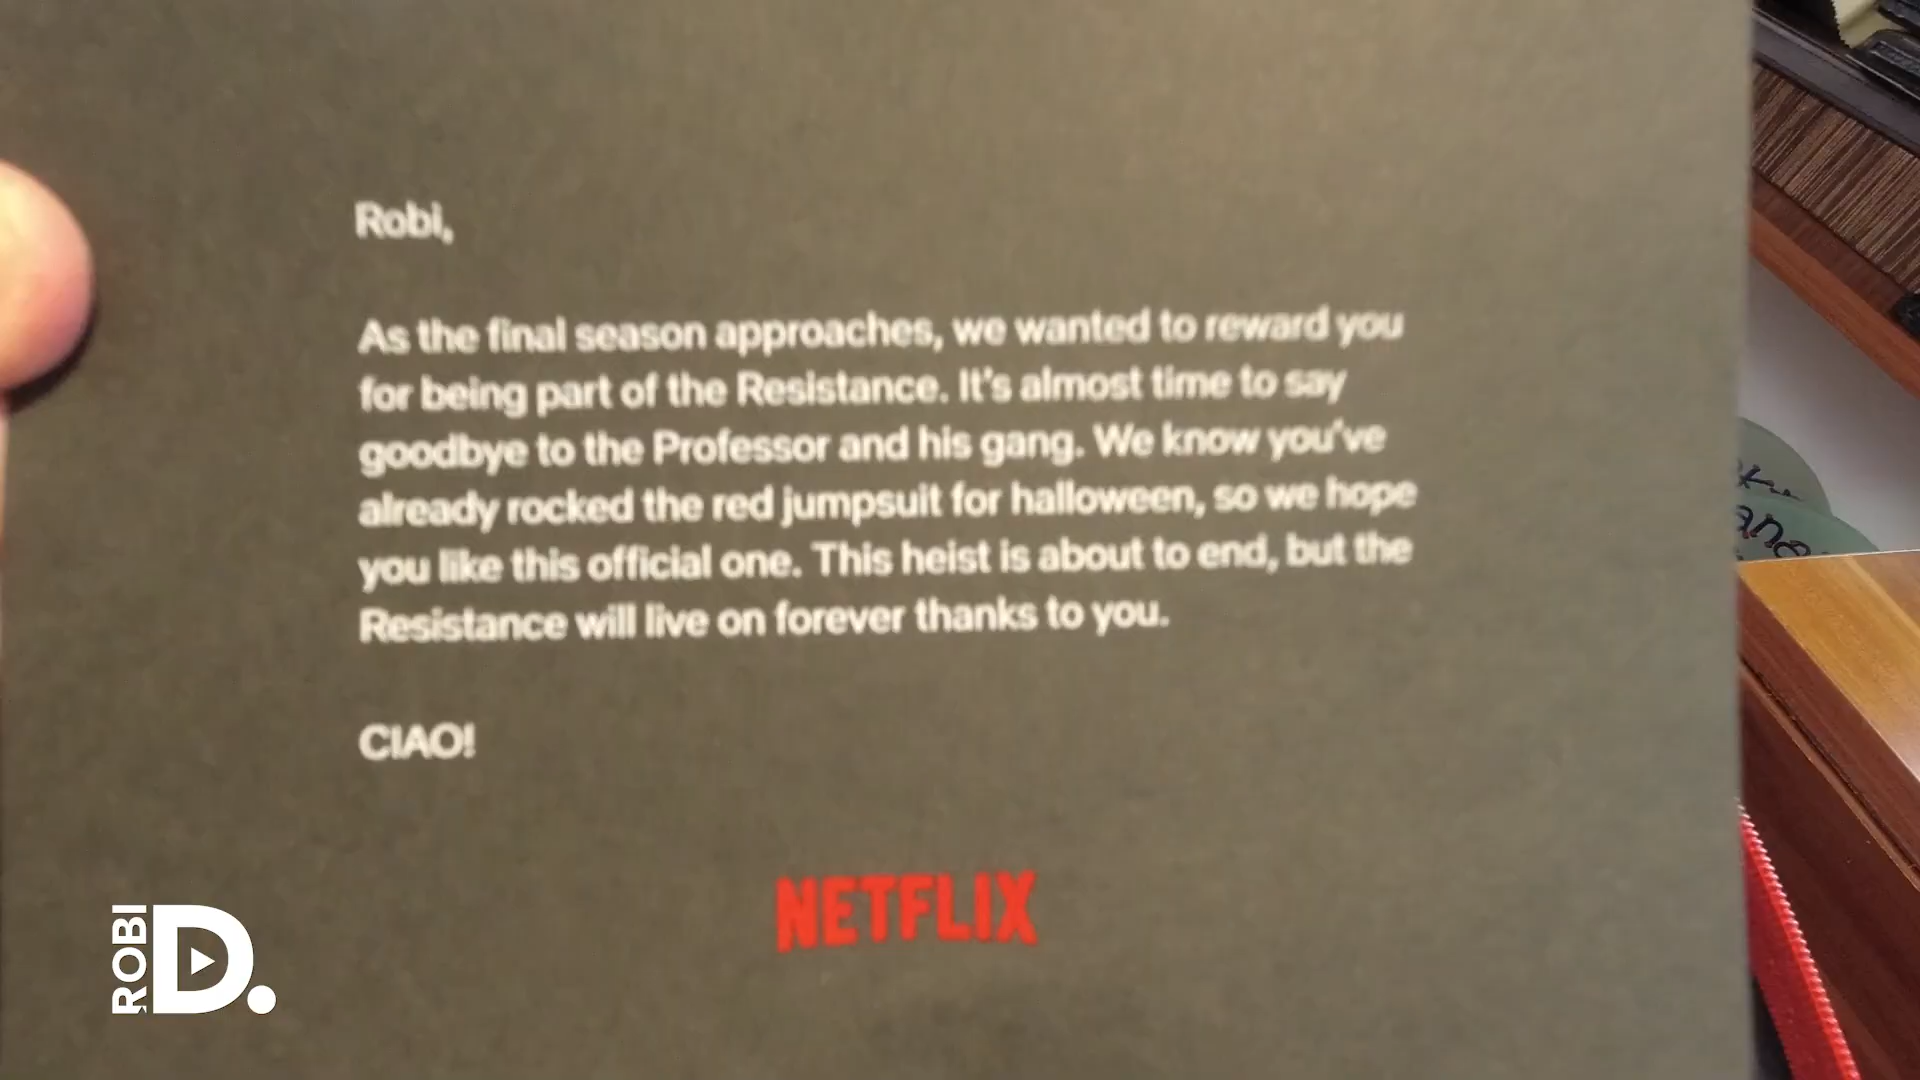 Robi,
As the final season approaches, we wanted to reward you
for being part of the Resistance. It's almost time to say
goodbye to the Professor and his gang. We know you've
already rocked the red jumpsuit for halloween, so we hope
you like this official one. This heist is about to end, but the
Resistance will live on forever thanks to you.
CIAO!
NETFLIX
ROBI D.